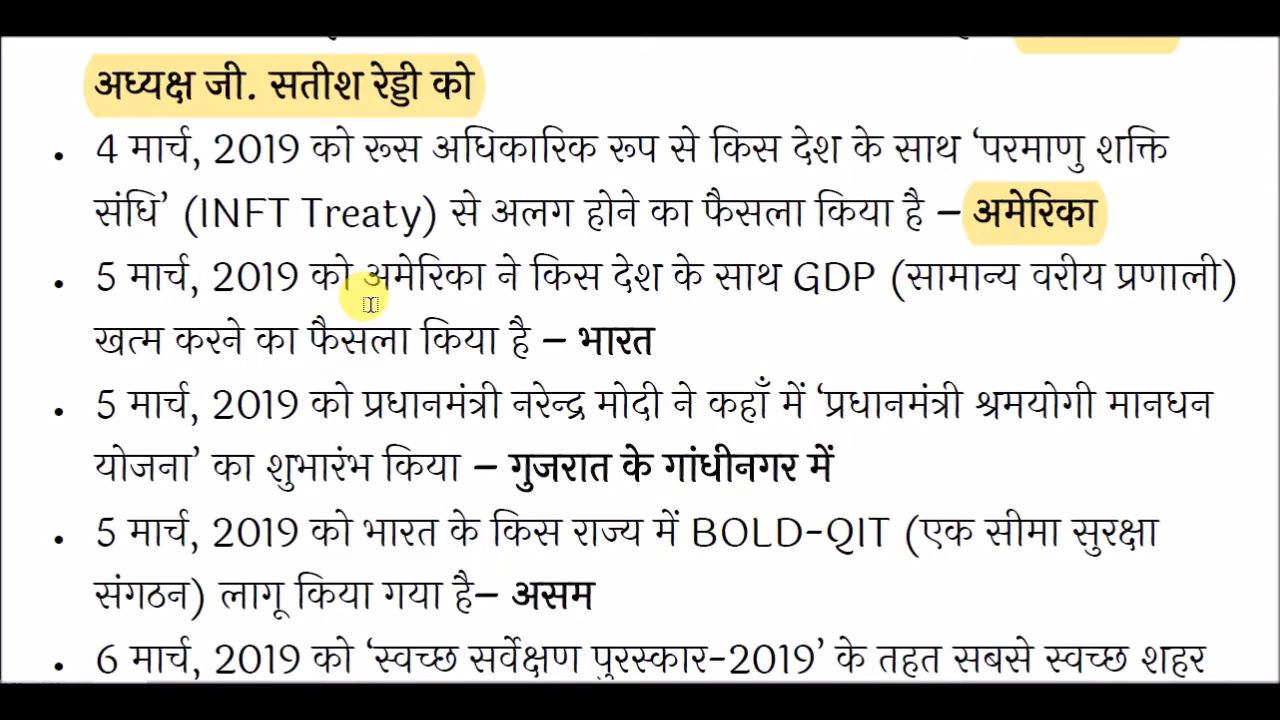 अध्यक्ष जी. सतीश रेड्डी को
• 4 मार्च, 2019 को रूस अधिकारिक रूप से किस देश के साथ ‘परमाणु शक्ति
संधि’ (INFT Treaty) से अलग होने का फैसला किया है – अमेरिका
• 5 मार्च, 2019 को अमेरिका ने किस देश के साथ GDP (सामान्य वरीय प्रणाली)
खत्म करने का फैसला किया है – भारत
• 5 मार्च, 2019 को प्रधानमंत्री नरेन्द्र मोदी ने कहाँ में ‘प्रधानमंत्री श्रमयोगी मानधन
योजना’ का शुभारंभ किया – गुजरात के गांधीनगर में
• 5 मार्च, 2019 को भारत के किस राज्य में BOLD-QIT (एक सीमा सुरक्षा
संगठन) लागू किया गया है– असम
• 6 मार्च, 2019 को ‘स्वच्छ सर्वेक्षण पुरस्कार-2019’ के तहत सबसे स्वच्छ शहर